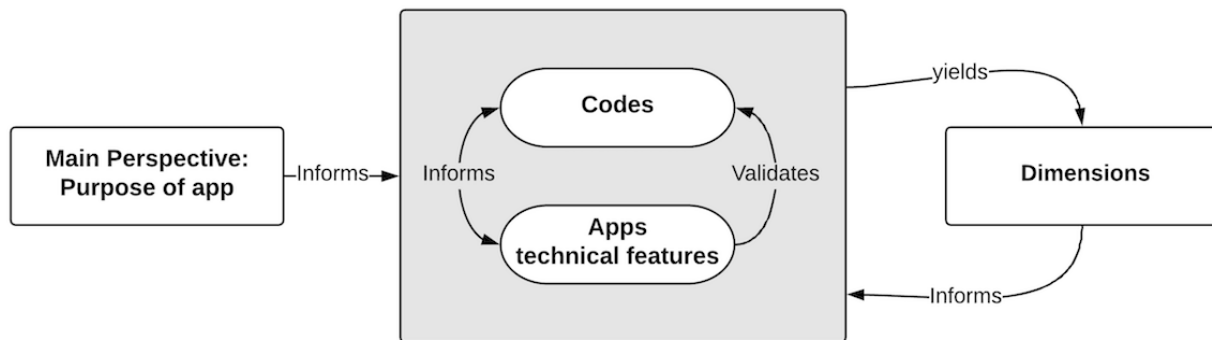 yields
Codes
Main Perspective:
Purpose of app
Informs
Informs
Validates
Dimensions
Apps
technical features
Informs